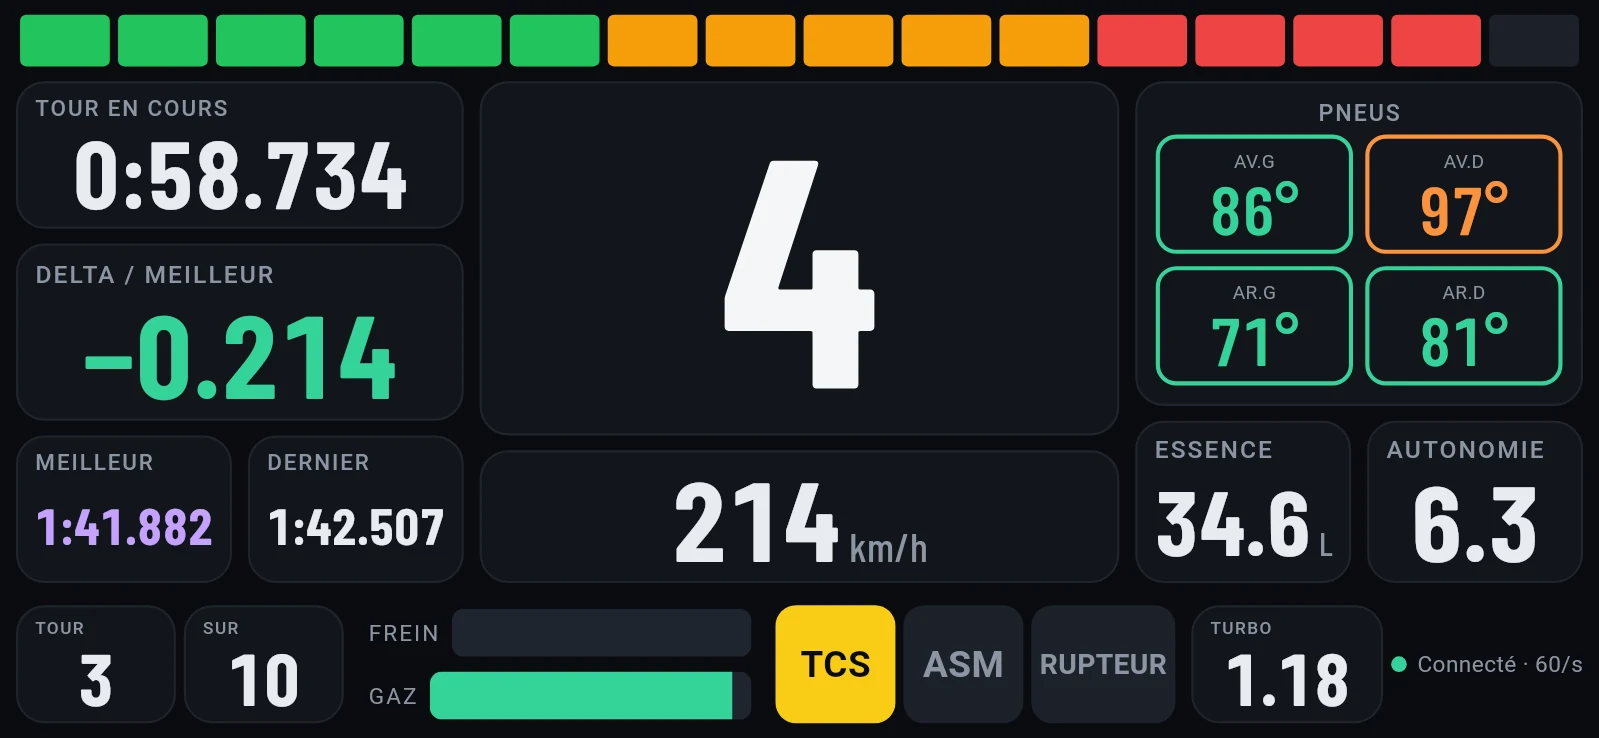 TOUR EN COURS
0:58.734
DELTA / MEILLEUR
−0.214
MEILLEUR
1:41.882
DERNIER
1:42.507
4
214 km/h
PNEUS
AV.G
86°
AV.D
97°
AR.G
71°
AR.D
81°
ESSENCE
34.6 L
AUTONOMIE
6.3
TOUR
3
SUR
10
FREIN
GAZ
TCS
ASM
RUPTEUR
TURBO
1.18
Connecté · 60/s